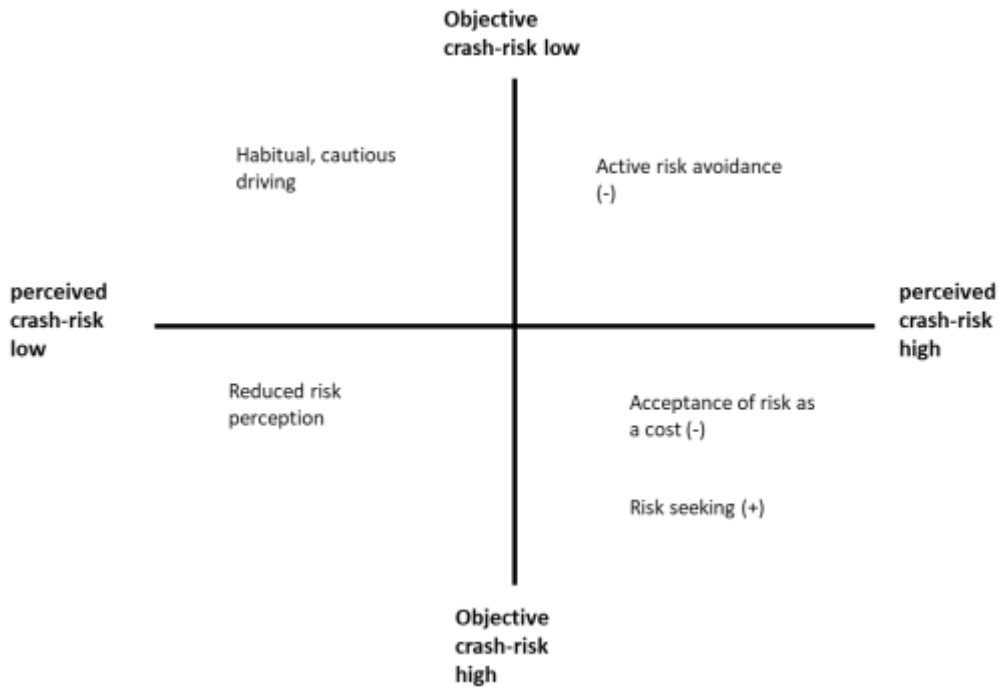 Objective
crash-risk low
Habitual, cautious
driving
Active risk avoidance
(-)
perceived
crash-risk
low
perceived
crash-risk
high
Reduced risk
perception
Acceptance of risk as
a cost (-)
Risk seeking (+)
Objective
crash-risk
high